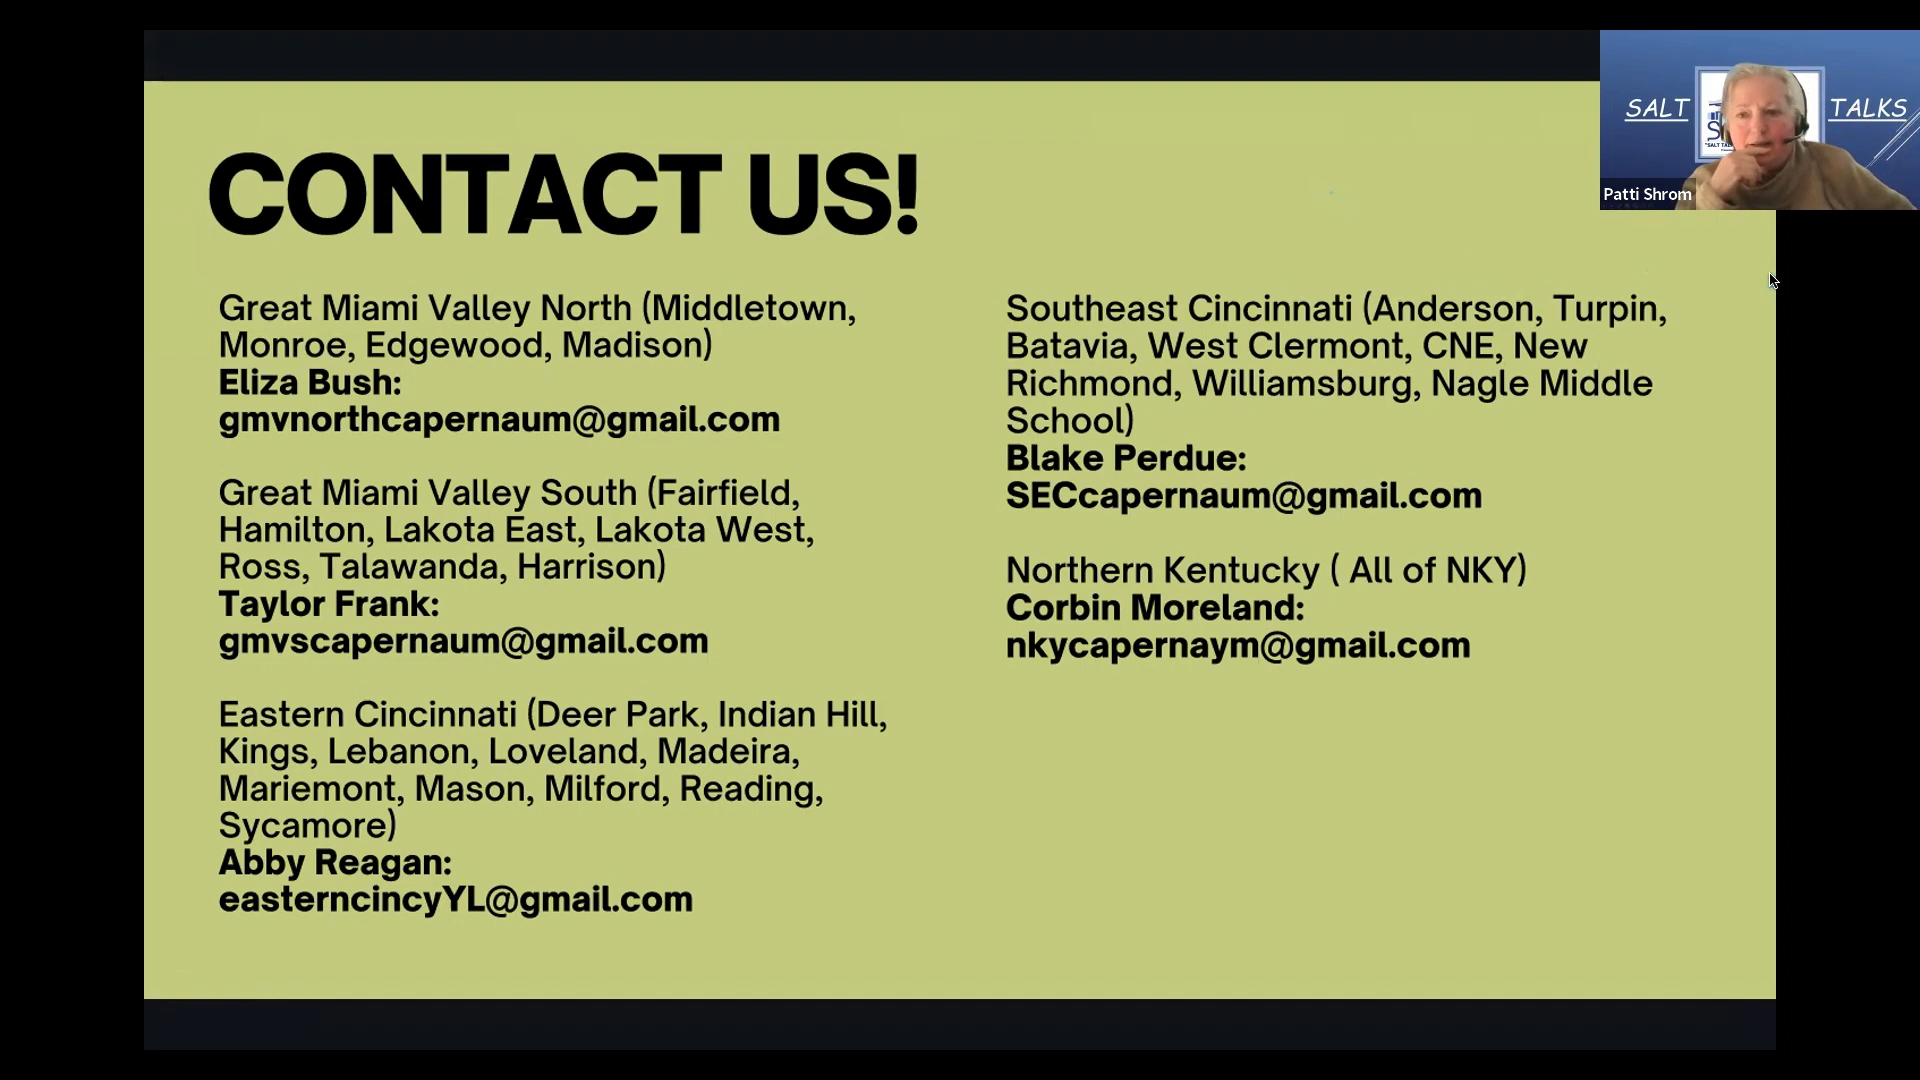 CONTACT US!
Great Miami Valley North (Middletown,
Monroe, Edgewood, Madison)
Eliza Bush:
gmvnorthcapernaum@gmail.com
Great Miami Valley South (Fairfield,
Hamilton, Lakota East, Lakota West,
Ross, Talawanda, Harrison)
Taylor Frank:
gmvscapernaum@gmail.com
Eastern Cincinnati (Deer Park, Indian Hill,
Kings, Lebanon, Loveland, Madeira,
Mariemont, Mason, Milford, Reading,
Sycamore)
Abby Reagan:
easterncincyYL@gmail.com
Southeast Cincinnati (Anderson, Turpin,
Batavia, West Clermont, CNE, New
Richmond, Williamsburg, Nagle Middle
School)
Blake Perdue:
SECcapernaum@gmail.com
Northern Kentucky ( All of NKY)
Corbin Moreland:
nkycapernaym@gmail.com
SALT TALKS
Patti Shrom